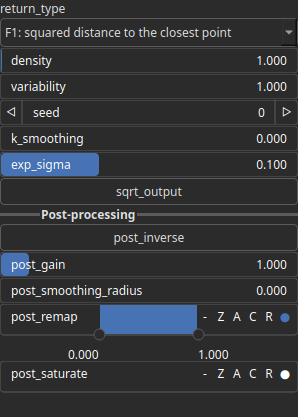 return_type
F1: squared distance to the closest point
density 1.000
variability 1.000
seed 0
k_smoothing 0.000
exp_sigma 0.100
sqrt_output
Post-processing
post_inverse
post_gain 1.000
post_smoothing_radius 0.000
post_remap - Z A C R
0.000 1.000
post_saturate - Z A C R